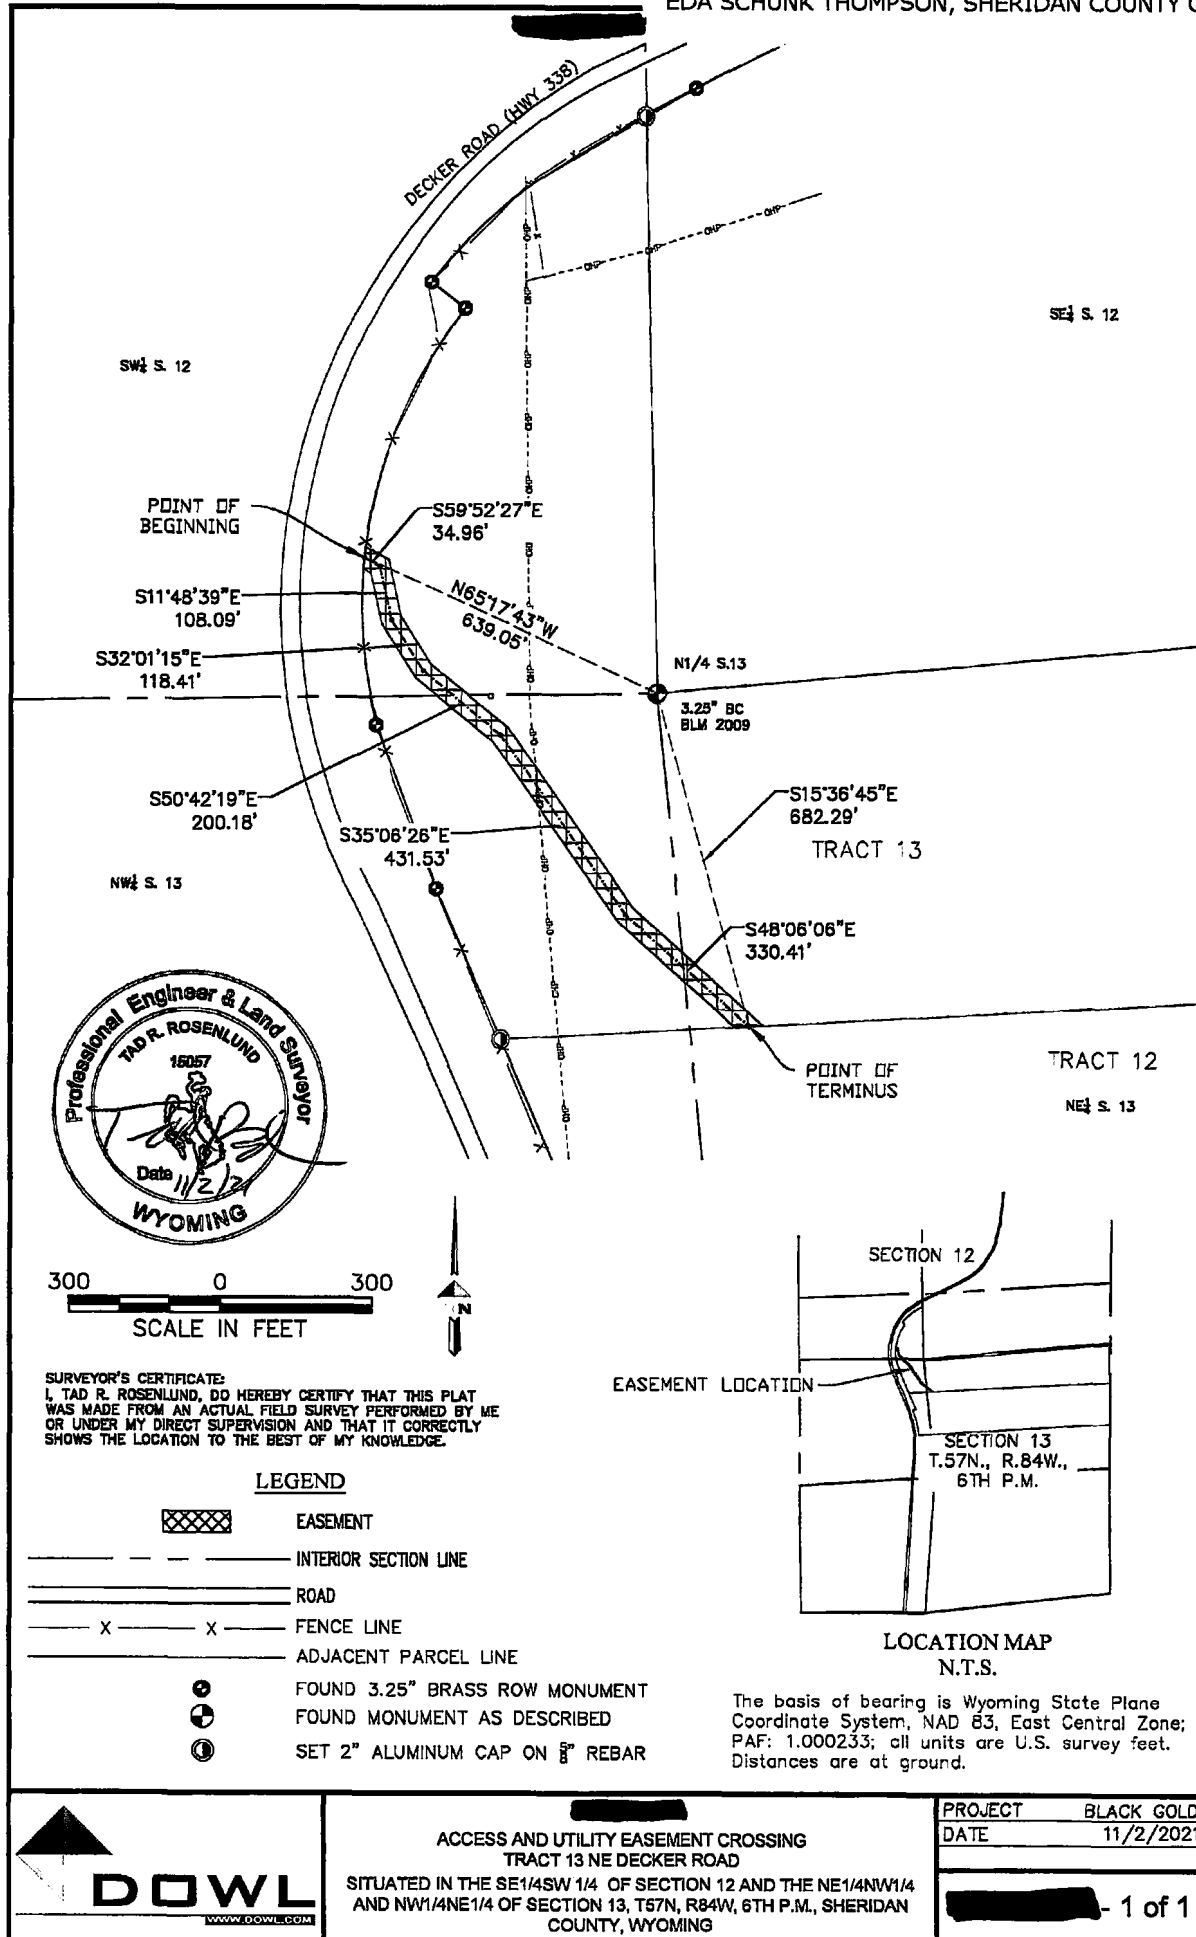 EDA SCHUNK THOMPSON, SHERIDAN COUNTY
DECKER ROAD (HWY 338)
SE¼ S. 12
SW¼ S. 12
POINT OF
BEGINNING
S59°52'27"E
34.96'
S11°48'39"E
108.09'
N65°17'43"W
639.05'
S32°01'15"E
118.41'
N1/4 S.13
3.25" BC
BLM 2009
S50°42'19"E
200.18'
S15°36'45"E
682.29'
S35°06'26"E
431.53'
TRACT 13
NW¼ S. 13
S48°06'06"E
330.41'
OHP OHP OHP OHP
POINT OF
TERMINUS
TRACT 12
NE¼ S. 13
Professional Engineer & Land Surveyor
TAD R. ROSENLUND
15057
Date
WYOMING
300 0 300
SCALE IN FEET
N
SECTION 12
EASEMENT LOCATION
SECTION 13
T.57N., R.84W.,
6TH P.M.
SURVEYOR'S CERTIFICATE:
I, TAD R. ROSENLUND, DO HEREBY CERTIFY THAT THIS PLAT
WAS MADE FROM AN ACTUAL FIELD SURVEY PERFORMED BY ME
OR UNDER MY DIRECT SUPERVISION AND THAT IT CORRECTLY
SHOWS THE LOCATION TO THE BEST OF MY KNOWLEDGE.
LEGEND
EASEMENT
INTERIOR SECTION LINE
ROAD
X X FENCE LINE
ADJACENT PARCEL LINE
FOUND 3.25" BRASS ROW MONUMENT
FOUND MONUMENT AS DESCRIBED
SET 2" ALUMINUM CAP ON ⅝" REBAR
LOCATION MAP
N.T.S.
The basis of bearing is Wyoming State Plane
Coordinate System, NAD 83, East Central Zone;
PAF: 1.000233; all units are U.S. survey feet.
Distances are at ground.
DOWL
WWW.DOWL.COM
ACCESS AND UTILITY EASEMENT CROSSING
TRACT 13 NE DECKER ROAD
SITUATED IN THE SE1/4SW 1/4 OF SECTION 12 AND THE NE1/4NW1/4
AND NW1/4NE1/4 OF SECTION 13, T57N, R84W, 6TH P.M., SHERIDAN
COUNTY, WYOMING
PROJECT BLACK GOLD
DATE 11/2/2021
- 1 of 1